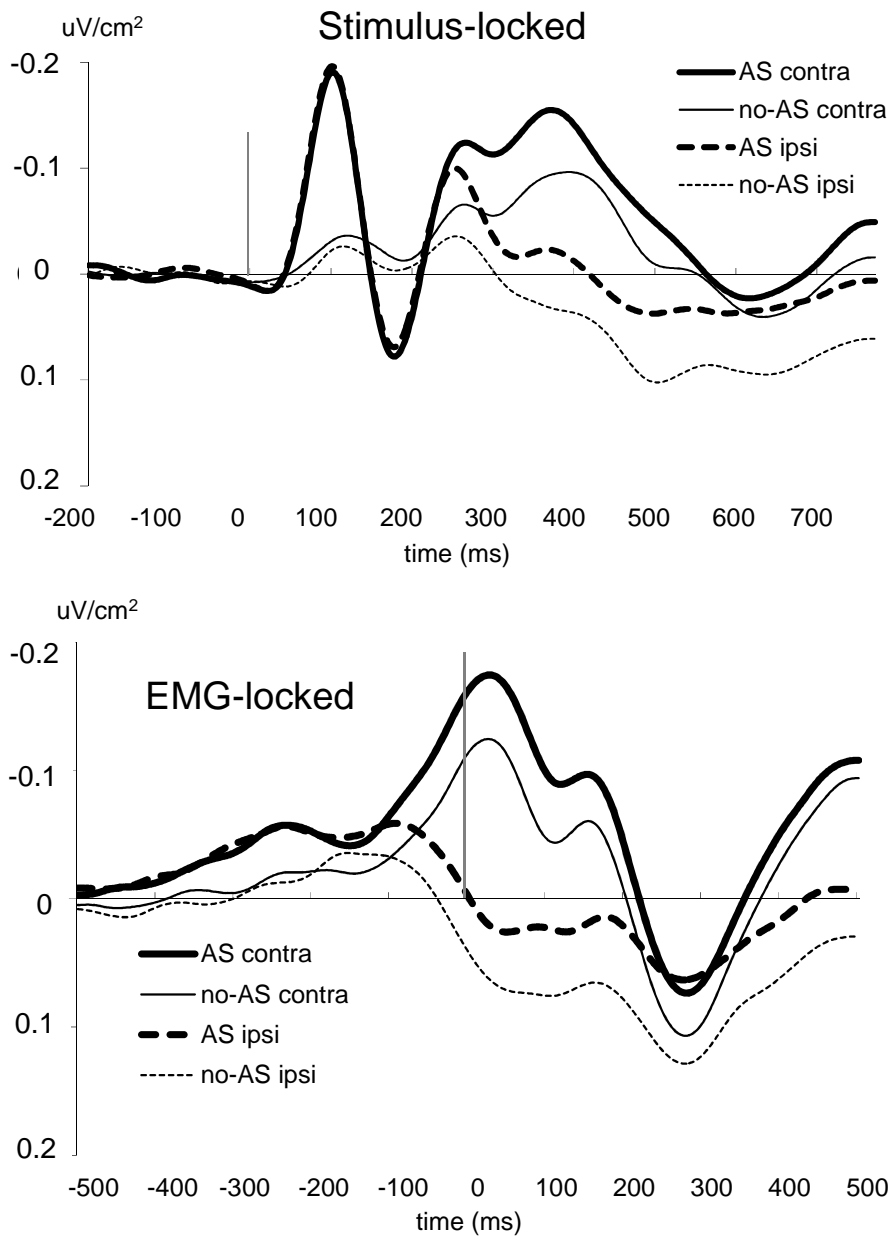 uV/cm²
Stimulus-locked
-0.2
-0.1
0
0.1
0.2
AS contra
no-AS contra
AS ipsi
no-AS ipsi
-200 -100 0 100 200 300 400 500 600 700
time (ms)
uV/cm²
EMG-locked
-0.2
-0.1
0
0.1
0.2
AS contra
no-AS contra
AS ipsi
no-AS ipsi
-500 -400 -300 -200 -100 0 100 200 300 400 500
time (ms)